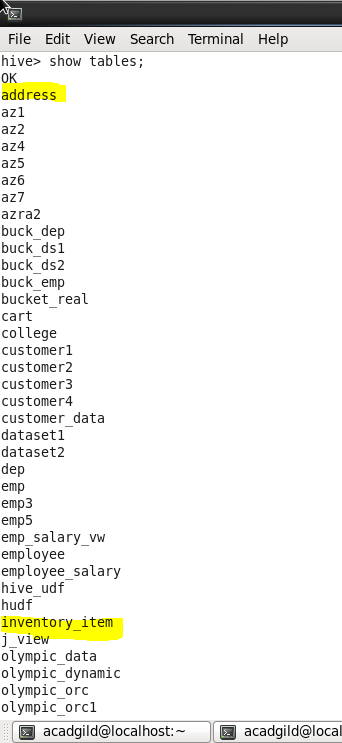 File Edit View Search Terminal Help
hive> show tables;
OK
address
az1
az2
az4
az5
az6
az7
azra2
buck_dep
buck_ds1
buck_ds2
buck_emp
bucket_real
cart
college
customer1
customer2
customer3
customer4
customer_data
dataset1
dataset2
dep
emp
emp3
emp5
emp_salary_vw
employee
employee_salary
hive_udf
hudf
inventory_item
j_view
olympic_data
olympic_dynamic
olympic_orc
olympic_orc1
acadgild@localhost:~ acadgild@local